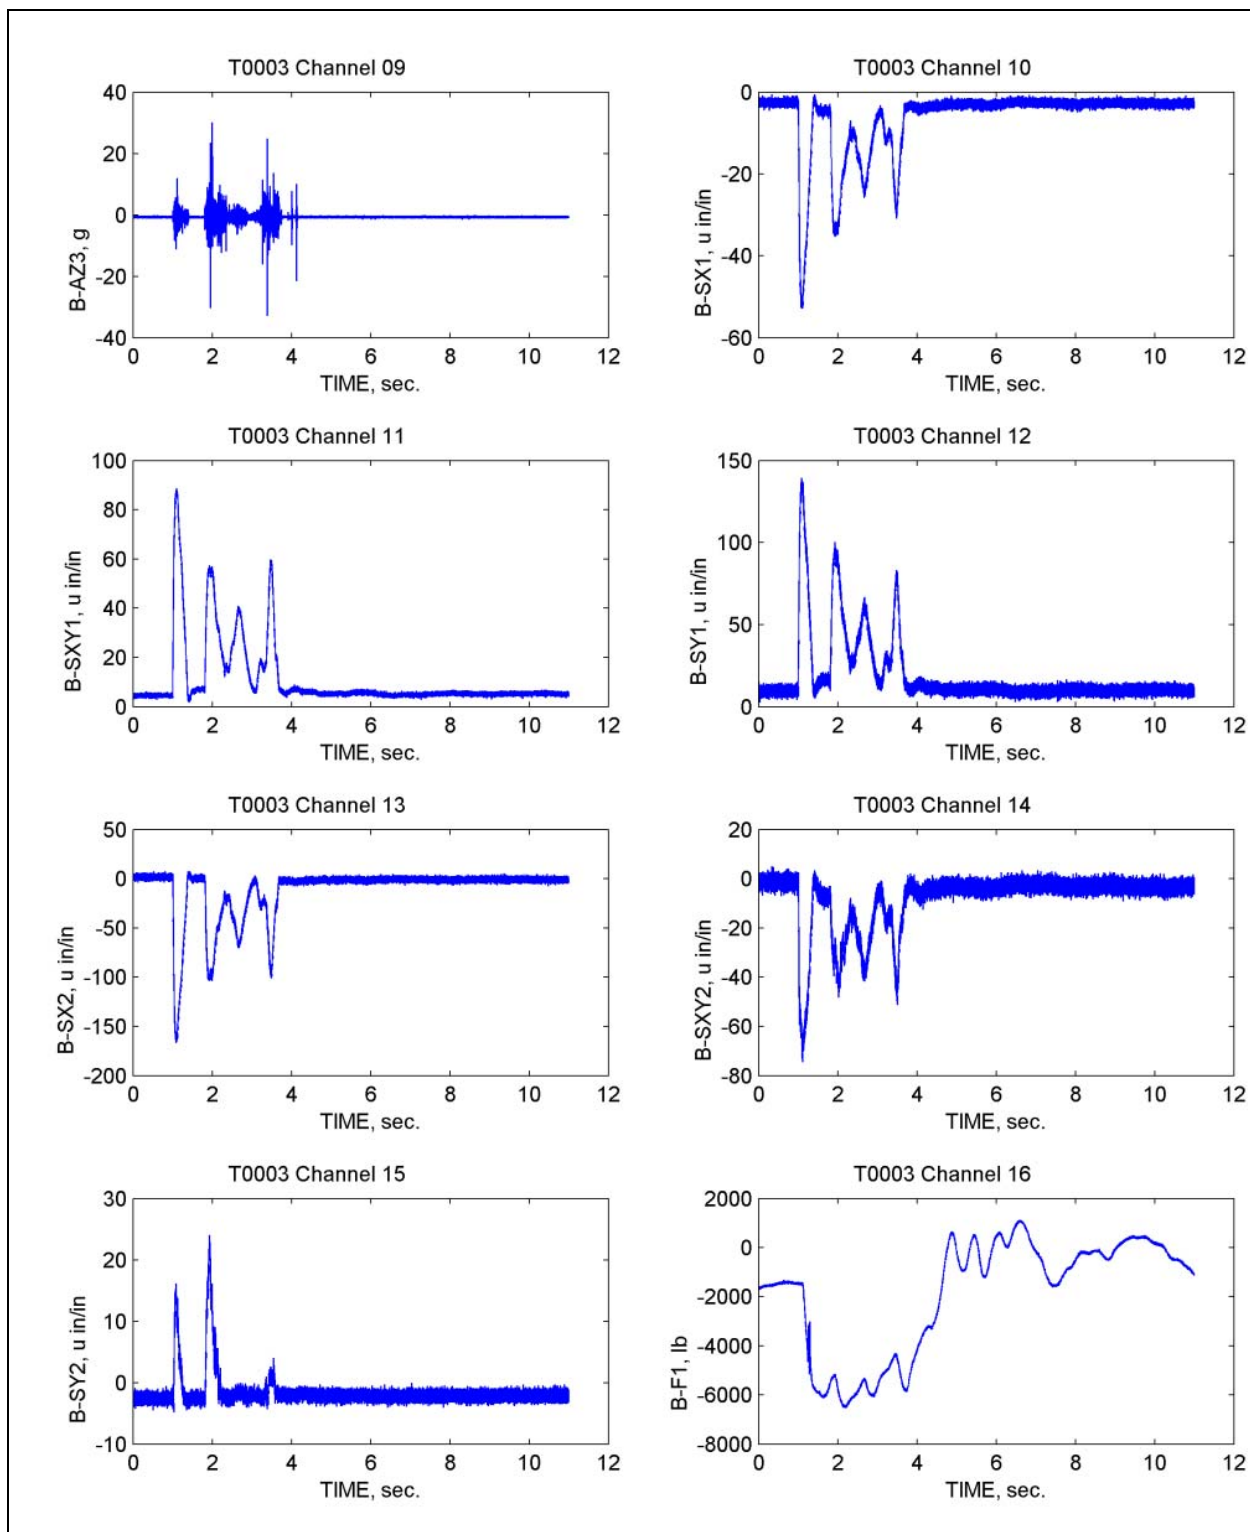 T0003 Channel 09
40
20
0
-20
-40
B-AZ3, g
0 2 4 6 8 10 12
TIME, sec.
T0003 Channel 10
0
-20
-40
-60
B-SX1, u in/in
0 2 4 6 8 10 12
TIME, sec.
T0003 Channel 11
100
80
60
40
20
0
B-SXY1, u in/in
0 2 4 6 8 10 12
TIME, sec.
T0003 Channel 12
150
100
50
0
B-SY1, u in/in
0 2 4 6 8 10 12
TIME, sec.
T0003 Channel 13
50
0
-50
-100
-150
-200
B-SX2, u in/in
0 2 4 6 8 10 12
TIME, sec.
T0003 Channel 14
20
0
-20
-40
-60
-80
B-SXY2, u in/in
0 2 4 6 8 10 12
TIME, sec.
T0003 Channel 15
30
20
10
0
-10
B-SY2, u in/in
0 2 4 6 8 10 12
TIME, sec.
T0003 Channel 16
2000
0
-2000
-4000
-6000
-8000
B-F1, lb
0 2 4 6 8 10 12
TIME, sec.